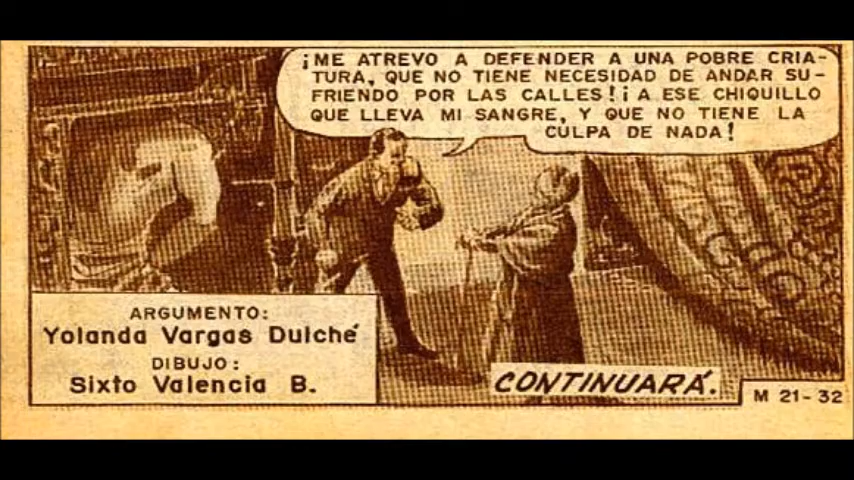 ¡ME ATREVO A DEFENDER A UNA POBRE CRIA-
TURA, QUE NO TIENE NECESIDAD DE ANDAR SU-
FRIENDO POR LAS CALLES!¡A ESE CHIQUILLO
QUE LLEVA MI SANGRE, Y QUE NO TIENE LA
CULPA DE NADA!
ARGUMENTO:
Yolanda Vargas Dulché
DIBUJO:
Sixto Valencia B.
CONTINUARÁ.
M 21-32